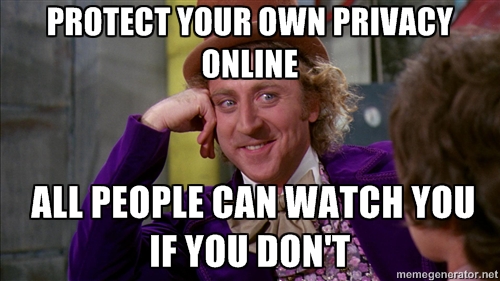 PROTECT YOUR OWN PRIVACY
ONLINE
ALL PEOPLE CAN WATCH YOU
IF YOU DON'T
memegenerator.net